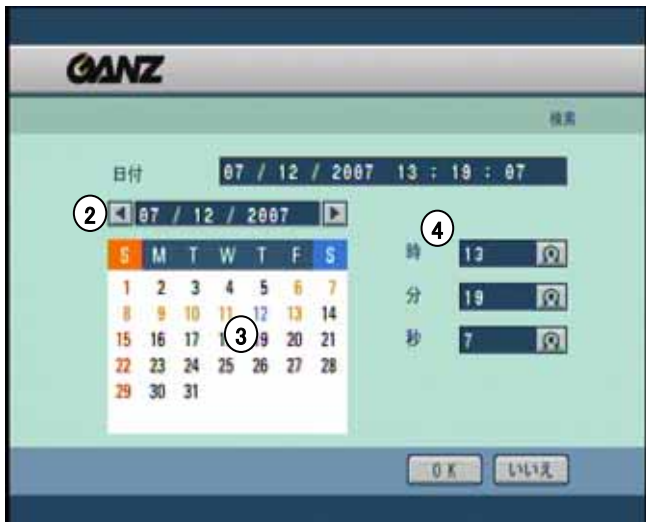 GANZ
検索
日付 07 / 12 / 2007 13 : 19 : 07
② 07 / 12 / 2007
④
S M T W T F S
時 13
1 2 3 4 5 6 7
8 9 10 11 12 13 14
分 19
15 16 17 ③ 19 20 21
秒 7
22 23 24 25 26 27 28
29 30 31
OK いいえ